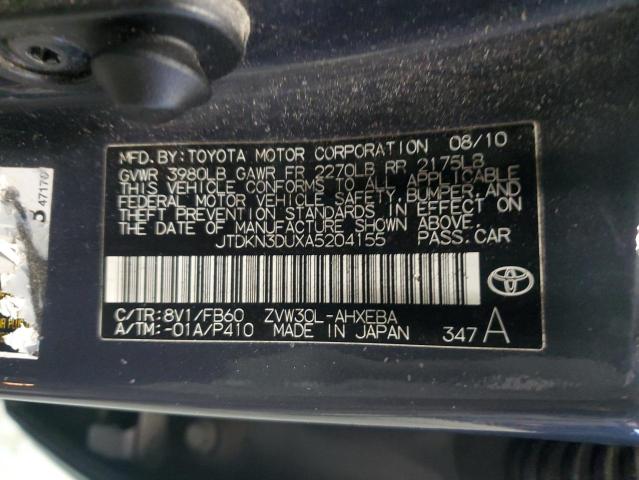 MFD. BY: TOYOTA MOTOR CORPORATION 08/10
GVWR 3980LB GAWR FR 2270LB RR 2175LB
THIS VEHICLE CONFORMS TO ALL APPLICABLE
FEDERAL MOTOR VEHICLE SAFETY, BUMPER, AND
THEFT PREVENTION STANDARDS IN EFFECT ON
THE DATE OF MANUFACTURE SHOWN ABOVE.
JTDKN3DUXA5204155 PASS. CAR
C/TR: 8V1/FB60 ZVW30L-AHXEBA
A/TM: -01A/P410 MADE IN JAPAN 347 A